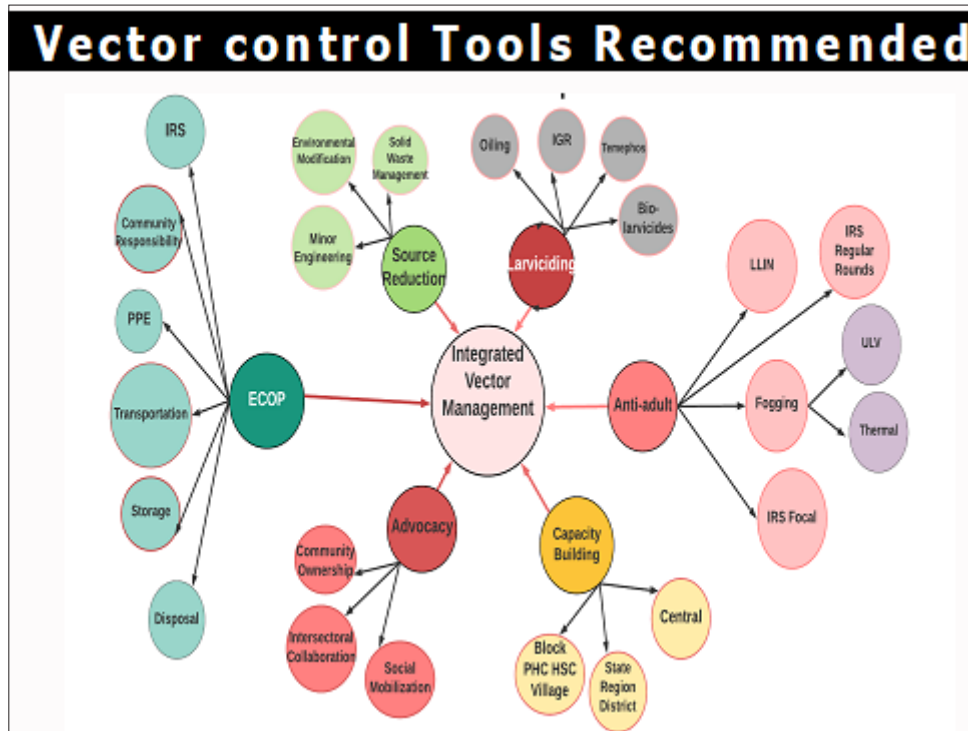 Vector control Tools Recommended
IRS
Community
Responsibility
PPE
Transportation
Storage
Disposal
ECOP
Environmental
Modification
Solid
Waste
Management
Minor
Engineering
Source
Reduction
Oiling
IGR
Temephos
Bio-
larvicides
Larviciding
Integrated
Vector
Management
LLIN
IRS
Regular
Rounds
ULV
Anti-adult
Fogging
Thermal
IRS Focal
Advocacy
Community
Ownership
Intersectoral
Collaboration
Social
Mobilization
Capacity
Building
Block
PHC HSC
Village
State
Region
District
Central